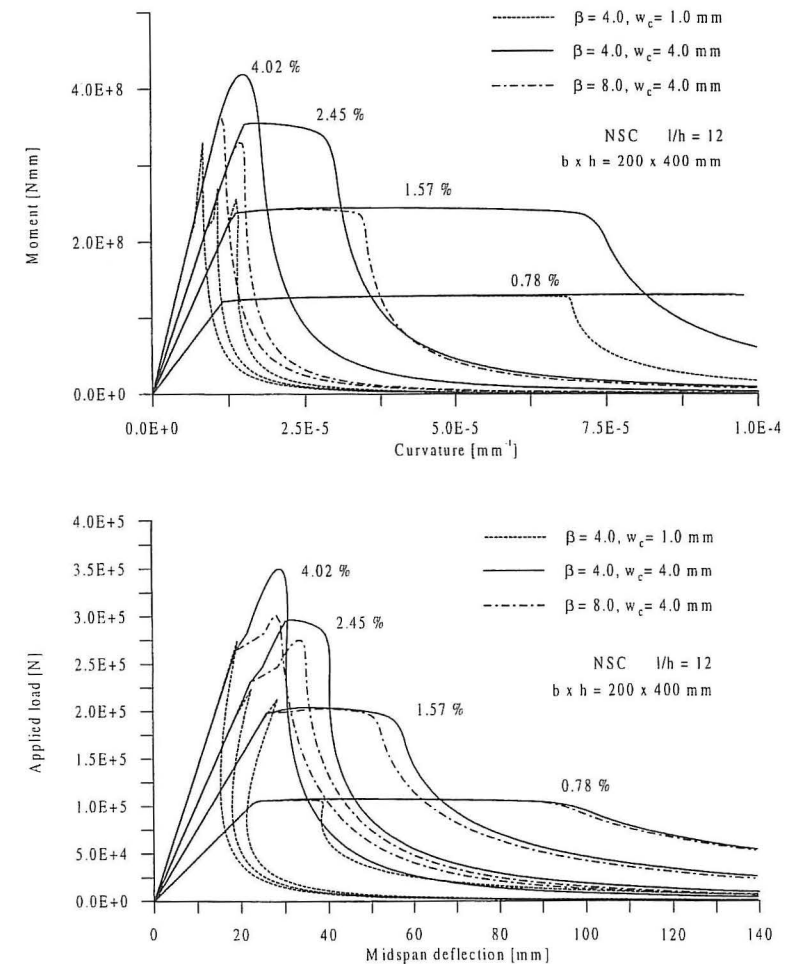 β = 4.0, w_c = 1.0 mm
β = 4.0, w_c = 4.0 mm
β = 8.0, w_c = 4.0 mm
NSC l/h = 12
b x h = 200 x 400 mm
4.02 %
2.45 %
1.57 %
0.78 %
Moment [Nmm]
4.0E+8
2.0E+8
0.0E+0
0.0E+0 2.5E-5 5.0E-5 7.5E-5 1.0E-4
Curvature [mm⁻¹]
β = 4.0, w_c = 1.0 mm
β = 4.0, w_c = 4.0 mm
β = 8.0, w_c = 4.0 mm
NSC l/h = 12
b x h = 200 x 400 mm
4.02 %
2.45 %
1.57 %
0.78 %
Applied load [N]
4.0E+5
3.5E+5
3.0E+5
2.5E+5
2.0E+5
1.5E+5
1.0E+5
5.0E+4
0.0E+0
0 20 40 60 80 100 120 140
Midspan deflection [mm]